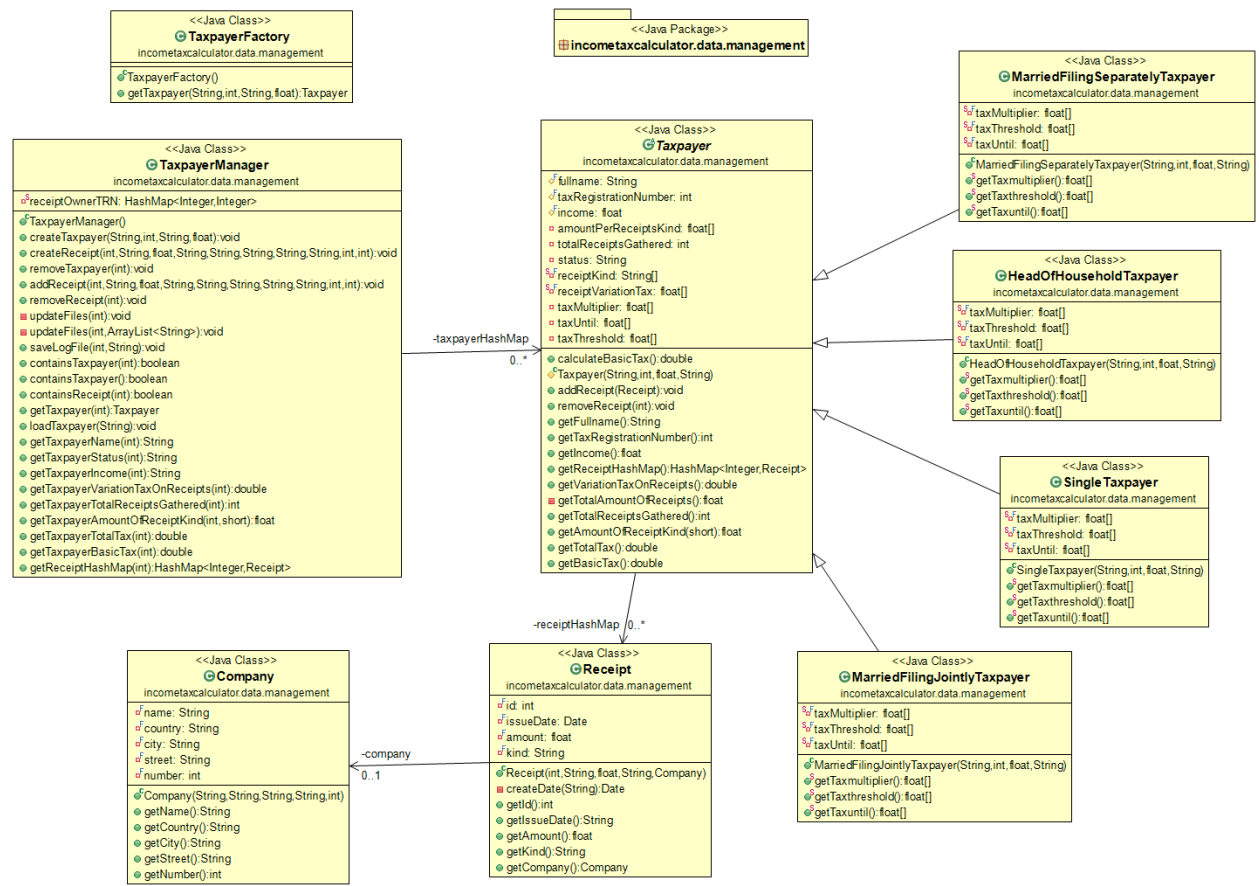 <<Java Class>>
TaxpayerFactory
incometaxcalculator.data.management
TaxpayerFactory()
getTaxpayer(String,int,String,float):Taxpayer
<<Java Package>>
incometaxcalculator.data.management
<<Java Class>>
MarriedFilingSeparatelyTaxpayer
incometaxcalculator.data.management
taxMultiplier: float[]
taxThreshold: float[]
taxUntil: float[]
MarriedFilingSeparatelyTaxpayer(String,int,float,String)
getTaxmultiplier():float[]
getTaxthreshold():float[]
getTaxuntil():float[]
<<Java Class>>
TaxpayerManager
incometaxcalculator.data.management
receiptOwnerTRN: HashMap<Integer,Integer>
TaxpayerManager()
createTaxpayer(String,int,String,float):void
createReceipt(int,String,float,String,String,String,String,String,int,int):void
removeTaxpayer(int):void
addReceipt(int,String,float,String,String,String,String,String,int,int):void
removeReceipt(int):void
updateFiles(int):void
updateFiles(int,ArrayList<String>):void
saveLogFile(int,String):void
containsTaxpayer(int):boolean
containsTaxpayer():boolean
containsReceipt(int):boolean
getTaxpayer(int):Taxpayer
loadTaxpayer(String):void
getTaxpayerName(int):String
getTaxpayerStatus(int):String
getTaxpayerIncome(int):String
getTaxpayerVariationTaxOnReceipts(int):double
getTaxpayerTotalReceiptsGathered(int):int
getTaxpayerAmountOfReceiptKind(int,short):float
getTaxpayerTotalTax(int):double
getTaxpayerBasicTax(int):double
getReceiptHashMap(int):HashMap<Integer,Receipt>
-taxpayerHashMap
0..*
<<Java Class>>
Taxpayer
incometaxcalculator.data.management
fullname: String
taxRegistrationNumber: int
income: float
amountPerReceiptsKind: float[]
totalReceiptsGathered: int
status: String
receiptKind: String[]
receiptVariationTax: float[]
taxMultiplier: float[]
taxUntil: float[]
taxThreshold: float[]
calculateBasicTax():double
Taxpayer(String,int,float,String)
addReceipt(Receipt):void
removeReceipt(int):void
getFullname():String
getTaxRegistrationNumber():int
getIncome():float
getReceiptHashMap():HashMap<Integer,Receipt>
getVariationTaxOnReceipts():double
getTotalAmountOfReceipts():float
getTotalReceiptsGathered():int
getAmountOfReceiptKind(short):float
getTotalTax():double
getBasicTax():double
<<Java Class>>
HeadOfHouseholdTaxpayer
incometaxcalculator.data.management
taxMultiplier: float[]
taxThreshold: float[]
taxUntil: float[]
HeadOfHouseholdTaxpayer(String,int,float,String)
getTaxmultiplier():float[]
getTaxthreshold():float[]
getTaxuntil():float[]
<<Java Class>>
SingleTaxpayer
incometaxcalculator.data.management
taxMultiplier: float[]
taxThreshold: float[]
taxUntil: float[]
SingleTaxpayer(String,int,float,String)
getTaxmultiplier():float[]
getTaxthreshold():float[]
getTaxuntil():float[]
-receiptHashMap
0..*
<<Java Class>>
Company
incometaxcalculator.data.management
name: String
country: String
city: String
street: String
number: int
Company(String,String,String,String,int)
getName():String
getCountry():String
getCity():String
getStreet():String
getNumber():int
-company
0..1
<<Java Class>>
Receipt
incometaxcalculator.data.management
id: int
issueDate: Date
amount: float
kind: String
Receipt(int,String,float,String,Company)
createDate(String):Date
getId():int
getIssueDate():String
getAmount():float
getKind():String
getCompany():Company
<<Java Class>>
MarriedFilingJointlyTaxpayer
incometaxcalculator.data.management
taxMultiplier: float[]
taxThreshold: float[]
taxUntil: float[]
MarriedFilingJointlyTaxpayer(String,int,float,String)
getTaxmultiplier():float[]
getTaxthreshold():float[]
getTaxuntil():float[]